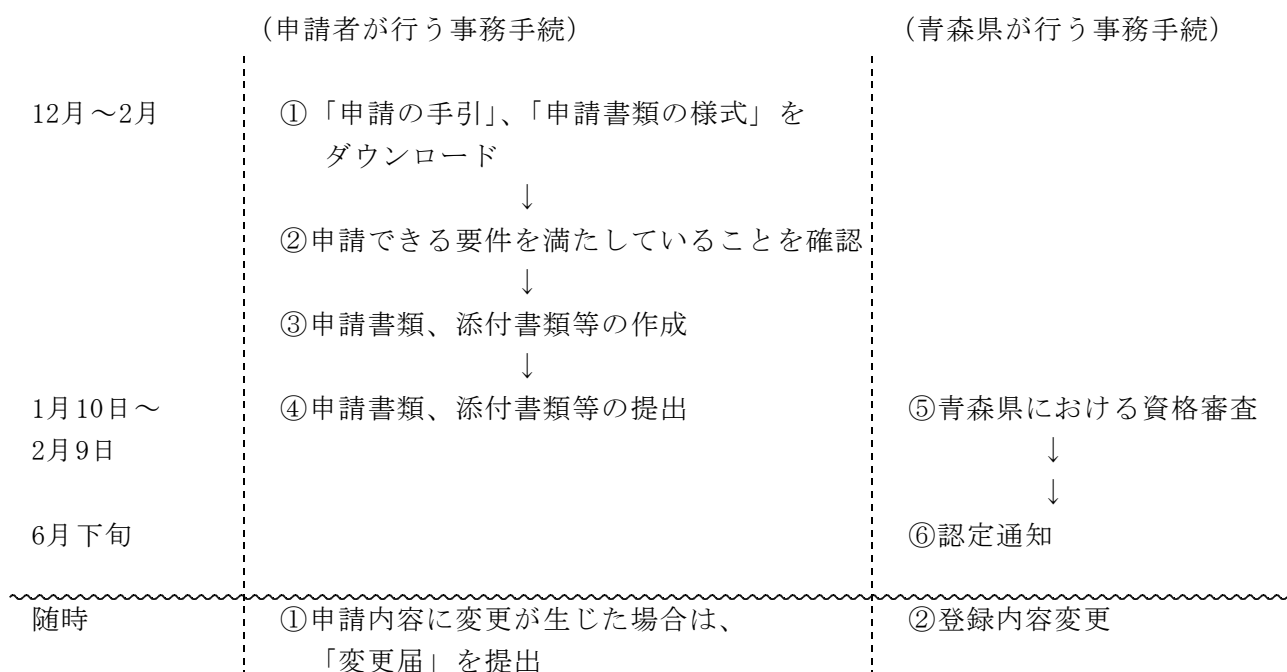 (申請者が行う事務手続) (青森県が行う事務手続)
12月～2月 ①「申請の手引」、「申請書類の様式」を
ダウンロード
↓
②申請できる要件を満たしていることを確認
↓
③申請書類、添付書類等の作成
↓
1月10日～ ④申請書類、添付書類等の提出 ⑤青森県における資格審査
2月9日 ↓
↓
6月下旬 ⑥認定通知
随時 ①申請内容に変更が生じた場合は、 ②登録内容変更
「変更届」を提出